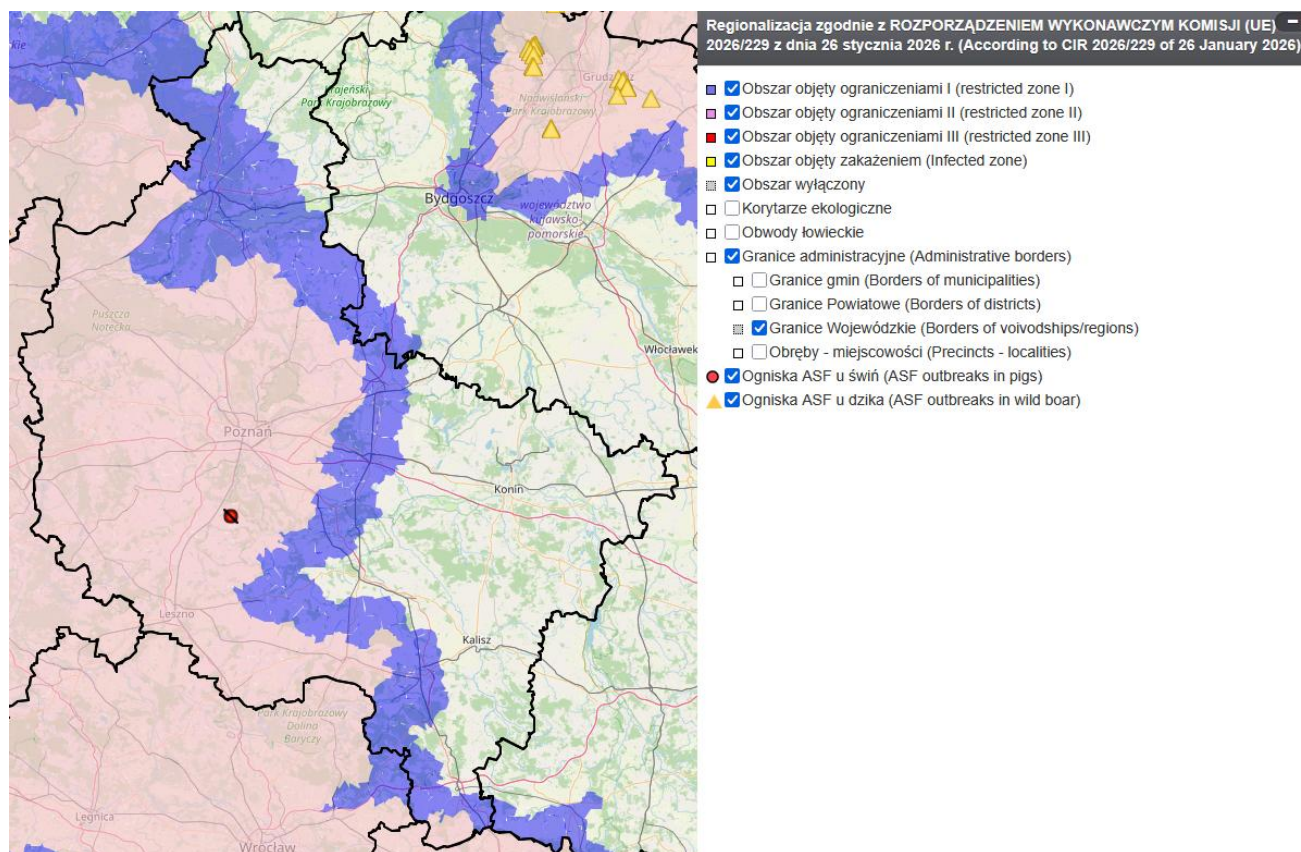 Regionalizacja zgodnie z ROZPORZĄDZENIEM WYKONAWCZYM KOMISJI (UE)
2026/229 z dnia 26 stycznia 2026 r. (According to CIR 2026/229 of 26 January 2026)
Obszar objęty ograniczeniami I (restricted zone I)
Obszar objęty ograniczeniami II (restricted zone II)
Obszar objęty ograniczeniami III (restricted zone III)
Obszar objęty zakażeniem (Infected zone)
Obszar wyłączony
Korytarze ekologiczne
Obwody łowieckie
Granice administracyjne (Administrative borders)
Granice gmin (Borders of municipalities)
Granice Powiatowe (Borders of districts)
Granice Wojewódzkie (Borders of voivodships/regions)
Obręby - miejscowości (Precincts - localities)
Ogniska ASF u świń (ASF outbreaks in pigs)
Ogniska ASF u dzika (ASF outbreaks in wild boar)
Krajeński
Park Krajobrazowy
Nadwiślański
Park Krajobrazowy
Bydgoszcz
województwo
kujawsko-
pomorskie
Puszcza
Notecka
Włocławek
Poznań
Konin
Leszno
Kalisz
Park Krajobrazowy
Dolina
Baryczy
Legnica
Wrocław